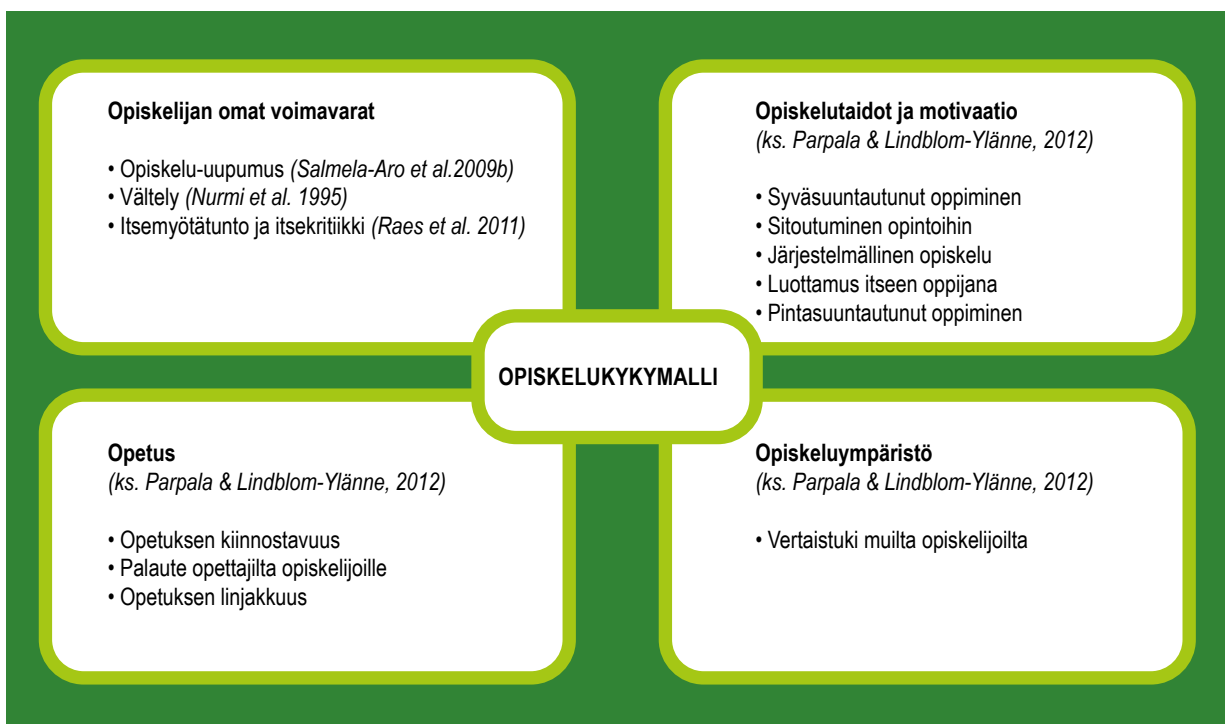 Opiskelijan omat voimavarat
• Opiskelu-uupumus (Salmela-Aro et al.2009b)
• Vältely (Nurmi et al. 1995)
• Itsemyötätunto ja itsekritiikki (Raes et al. 2011)
Opiskelutaidot ja motivaatio
(ks. Parpala & Lindblom-Ylänne, 2012)
• Syväsuuntautunut oppiminen
• Sitoutuminen opintoihin
• Järjestelmällinen opiskelu
• Luottamus itseen oppijana
• Pintasuuntautunut oppiminen
OPISKELUKYKYMALLI
Opetus
(ks. Parpala & Lindblom-Ylänne, 2012)
• Opetuksen kiinnostavuus
• Palaute opettajilta opiskelijoille
• Opetuksen linjakkuus
Opiskeluympäristö
(ks. Parpala & Lindblom-Ylänne, 2012)
• Vertaistuki muilta opiskelijoilta